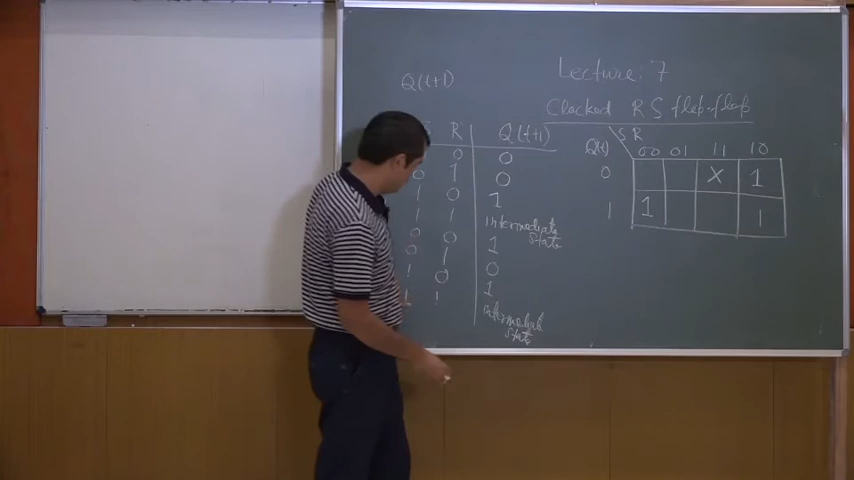 Lecture: 7
Q(t+1)
Clocked RS flip-flop
R Q(t+1)
0 0
0 1 0
1 0 1
1 1 intermediate state
0 0 1
0 1 0
1 0 1
1 1 intermediate state
Q(t) SR
00 01 11 10
0 X 1
1 1 1